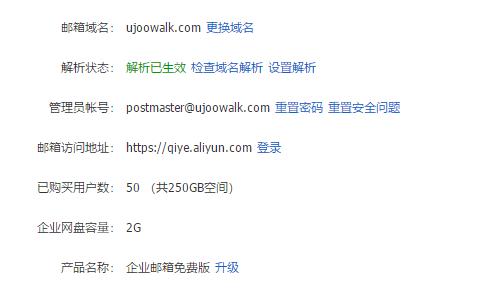 邮箱域名： ujoowalk.com 更换域名
解析状态： 解析已生效 检查域名解析 设置解析
管理员帐号： postmaster@ujoowalk.com 重置密码 重置安全问题
邮箱访问地址： https://qiye.aliyun.com 登录
已购买用户数： 50 （共250GB空间）
企业网盘容量： 2G
产品名称： 企业邮箱免费版 升级